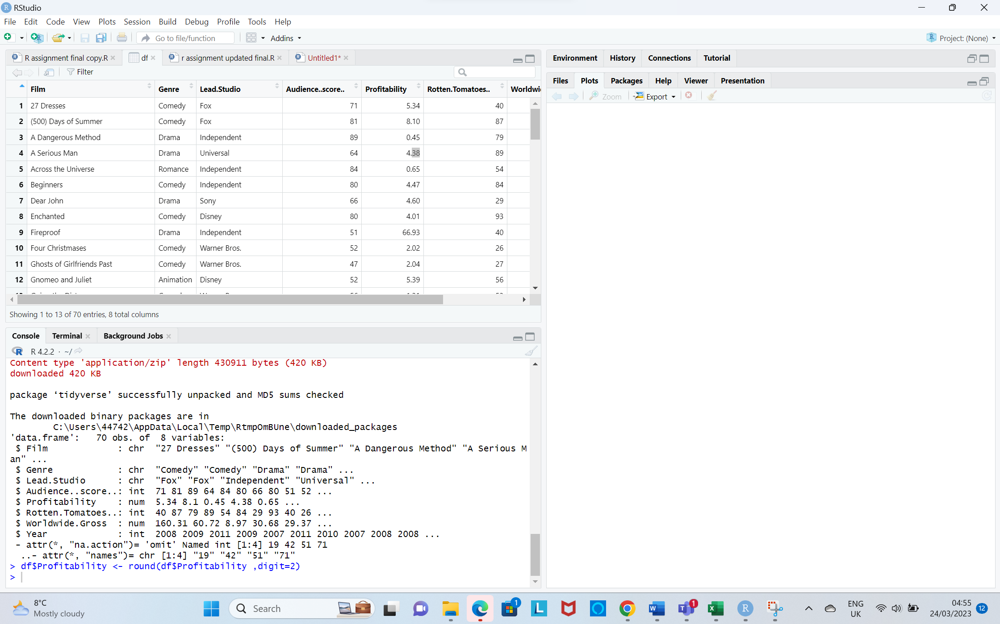 RStudio
File Edit Code View Plots Session Build Debug Profile Tools Help
Go to file/function Addins Project: (None)
R assignment final copy.R df r assignment updated final.R Untitled1*
Filter
Film Genre Lead.Studio Audience..score.. Profitability Rotten.Tomatoes.. Worldwi
1 27 Dresses Comedy Fox 71 5.34 40
2 (500) Days of Summer Comedy Fox 81 8.10 87
3 A Dangerous Method Drama Independent 89 0.45 79
4 A Serious Man Drama Universal 64 4.38 89
5 Across the Universe Romance Independent 84 0.65 54
6 Beginners Comedy Independent 80 4.47 84
7 Dear John Drama Sony 66 4.60 29
8 Enchanted Comedy Disney 80 4.01 93
9 Fireproof Drama Independent 51 66.93 40
10 Four Christmases Comedy Warner Bros. 52 2.02 26
11 Ghosts of Girlfriends Past Comedy Warner Bros. 47 2.04 27
12 Gnomeo and Juliet Animation Disney 52 5.39 56
Showing 1 to 13 of 70 entries, 8 total columns
Console Terminal Background Jobs
R 4.2.2 · ~/
Content type 'application/zip' length 430911 bytes (420 KB)
downloaded 420 KB
package ‘tidyverse’ successfully unpacked and MD5 sums checked
The downloaded binary packages are in
C:\Users\44742\AppData\Local\Temp\RtmpOmBUne\downloaded_packages
'data.frame': 70 obs. of 8 variables:
$ Film : chr "27 Dresses" "(500) Days of Summer" "A Dangerous Method" "A Serious M
an" ...
$ Genre : chr "Comedy" "Comedy" "Drama" "Drama" ...
$ Lead.Studio : chr "Fox" "Fox" "Independent" "Universal" ...
$ Audience..score..: int 71 81 89 64 84 80 66 80 51 52 ...
$ Profitability : num 5.34 8.1 0.45 4.38 0.65 ...
$ Rotten.Tomatoes..: int 40 87 79 89 54 84 29 93 40 26 ...
$ Worldwide.Gross : num 160.31 60.72 8.97 30.68 29.37 ...
$ Year : int 2008 2009 2011 2009 2007 2011 2010 2007 2008 2008 ...
- attr(*, "na.action")= 'omit' Named int [1:4] 19 42 51 71
..- attr(*, "names")= chr [1:4] "19" "42" "51" "71"
> df$Profitability <- round(df$Profitability ,digit=2)
>
Environment History Connections Tutorial
Files Plots Packages Help Viewer Presentation
Zoom Export
8°C
Mostly cloudy
Search
1
1
ENG
UK
04:55
24/03/2023
12